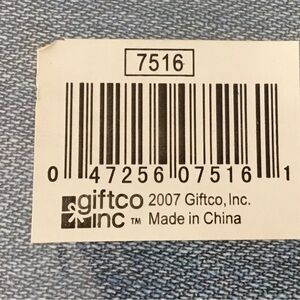 7516
0 47256 07516 1
giftco 2007 Giftco, Inc.
inc ™ Made in China